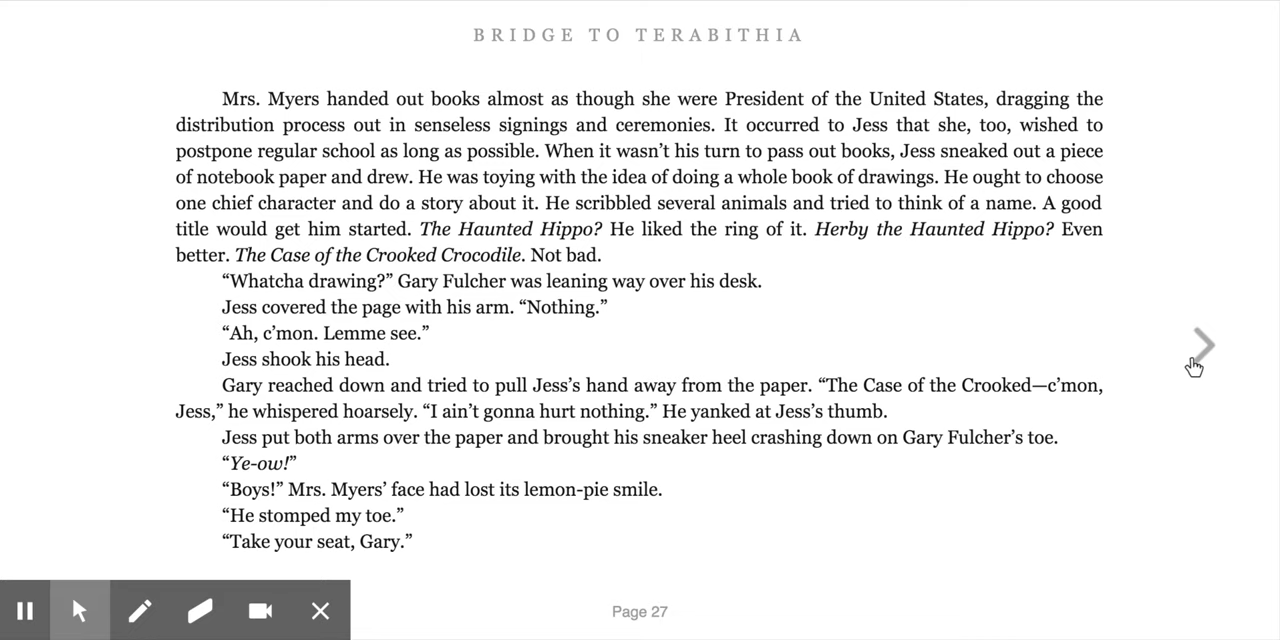 BRIDGE TO TERABITHIA
Mrs. Myers handed out books almost as though she were President of the United States, dragging the
distribution process out in senseless signings and ceremonies. It occurred to Jess that she, too, wished to
postpone regular school as long as possible. When it wasn’t his turn to pass out books, Jess sneaked out a piece
of notebook paper and drew. He was toying with the idea of doing a whole book of drawings. He ought to choose
one chief character and do a story about it. He scribbled several animals and tried to think of a name. A good
title would get him started. The Haunted Hippo? He liked the ring of it. Herby the Haunted Hippo? Even
better. The Case of the Crooked Crocodile. Not bad.
“Whatcha drawing?” Gary Fulcher was leaning way over his desk.
Jess covered the page with his arm. “Nothing.”
“Ah, c’mon. Lemme see.”
Jess shook his head.
Gary reached down and tried to pull Jess’s hand away from the paper. “The Case of the Crooked—c’mon,
Jess,” he whispered hoarsely. “I ain’t gonna hurt nothing.” He yanked at Jess’s thumb.
Jess put both arms over the paper and brought his sneaker heel crashing down on Gary Fulcher’s toe.
“Ye-ow!”
“Boys!” Mrs. Myers’ face had lost its lemon-pie smile.
“He stomped my toe.”
“Take your seat, Gary.”
Page 27